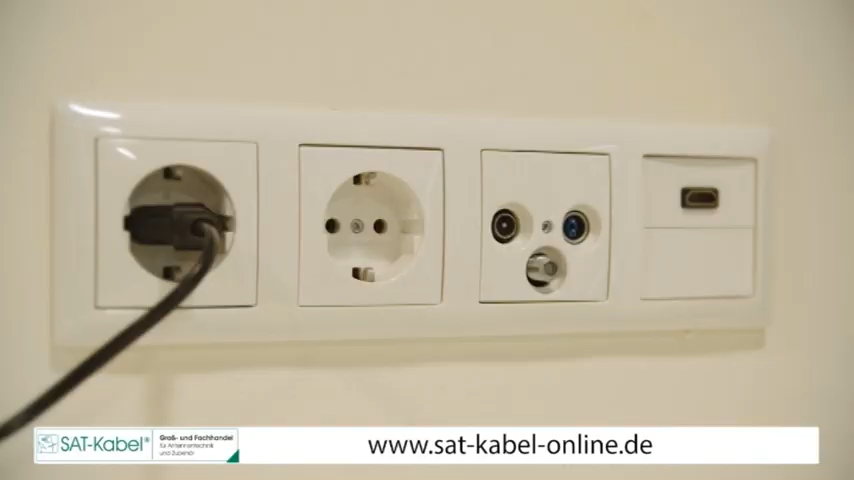 SAT-Kabel®
Groß- und Fachhandel
für Antennentechnik
und Zubehör
www.sat-kabel-online.de